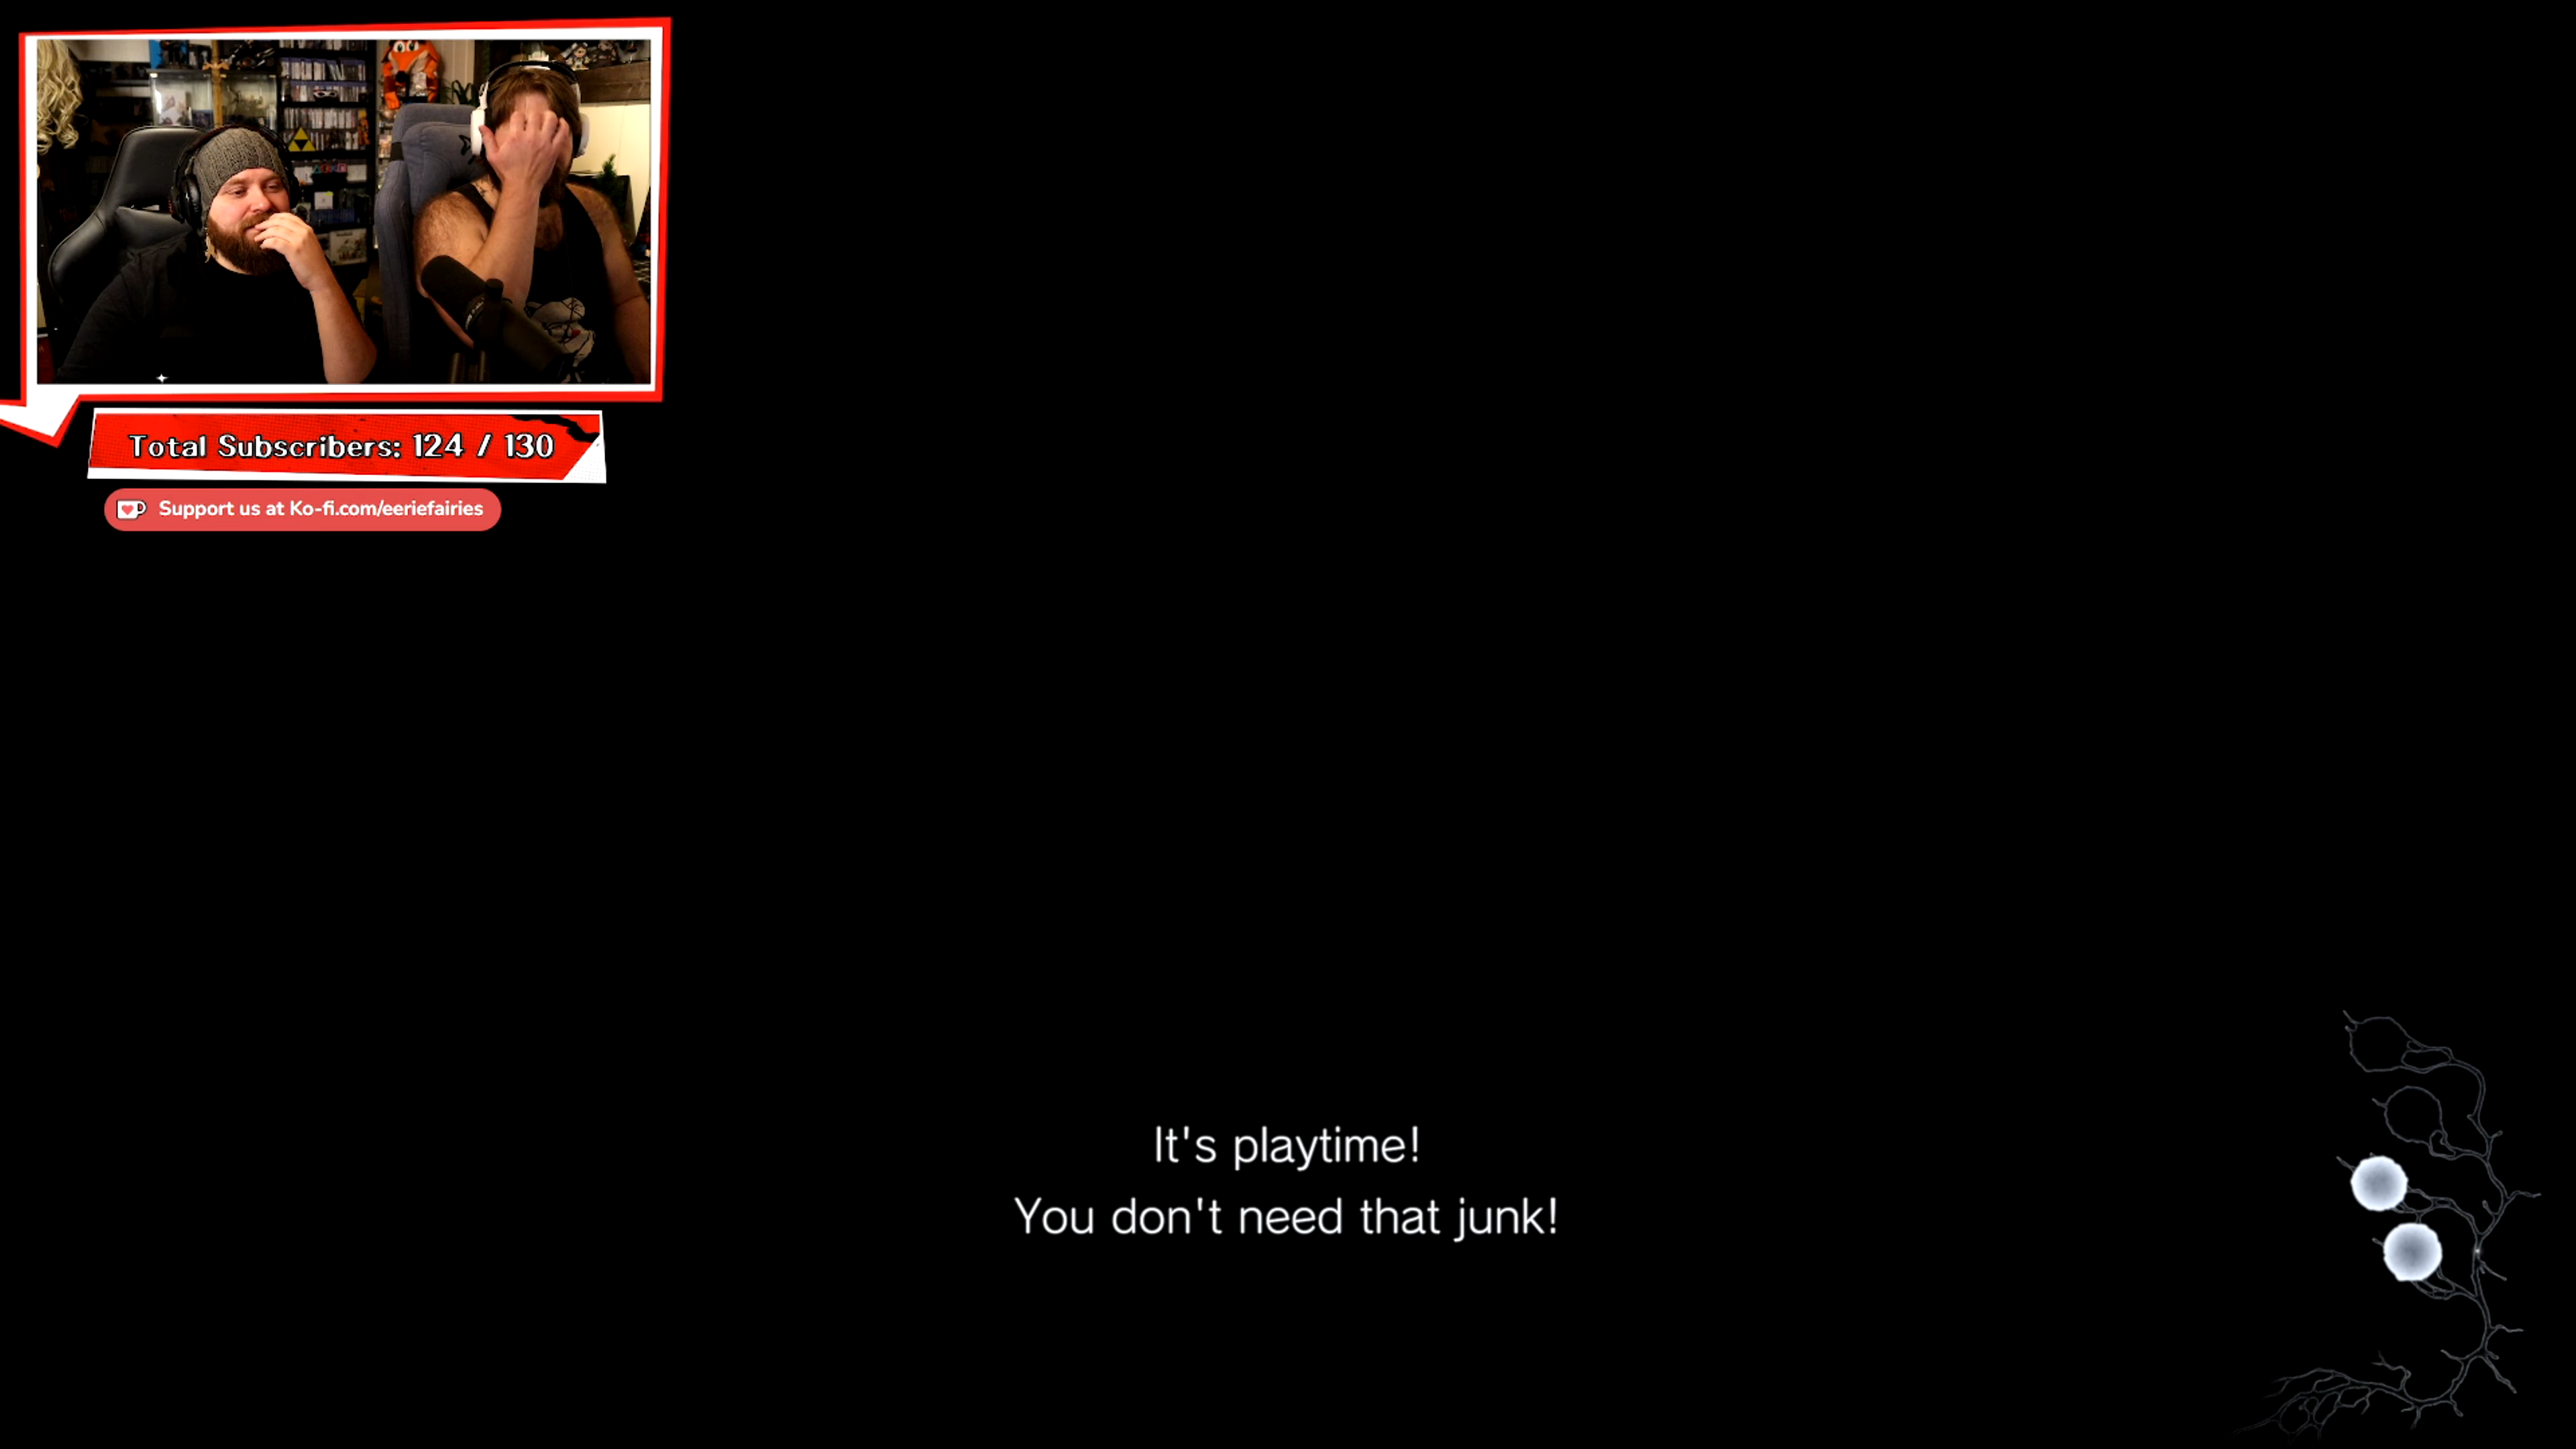 Total Subscribers: 124 / 130
Support us at Ko-fi.com/eeriefairies
It's playtime!
You don't need that junk!